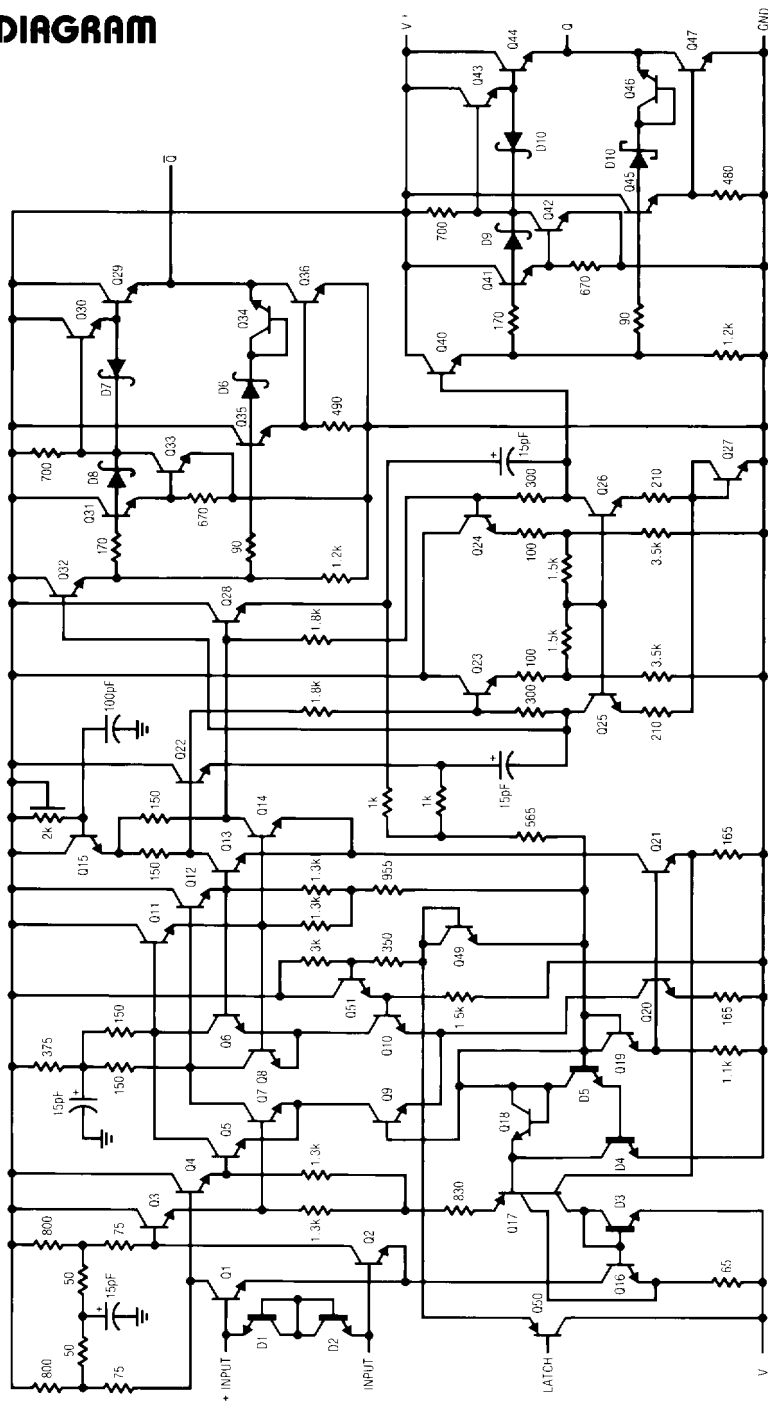 DIAGRAM
V+
Q44
Q43
Q
Q47
GND
Q46
D10
D10
Q45
480
700
D9
Q42
Q41
170
670
90
Q40
1.2k
Q̅
Q29
Q30
D7
Q34
Q36
D6
Q35
490
700
D8
Q33
Q31
170
670
90
Q32
1.2k
Q28
1.8k
1.8k
15pF
300
Q24
100
Q26
210
Q27
1.5k
1.5k
3.5k
Q23
100
300
3.5k
Q25
210
100pF
2k
Q22
15pF
Q15
150
150
Q14
Q13
1k
1k
565
Q12
1.3k
1.3k
955
Q21
165
Q11
3k
350
Q49
Q51
1.5k
Q20
165
375
150
150
15pF
Q6
Q8
Q10
Q19
1.1k
Q7
Q5
Q9
Q18
D5
D4
Q4
Q3
1.3k
1.3k
830
Q17
D3
Q16
65
800
75
50
15pF
50
800
75
Q1
Q2
D1
D2
+ INPUT
INPUT
Q50
LATCH
V